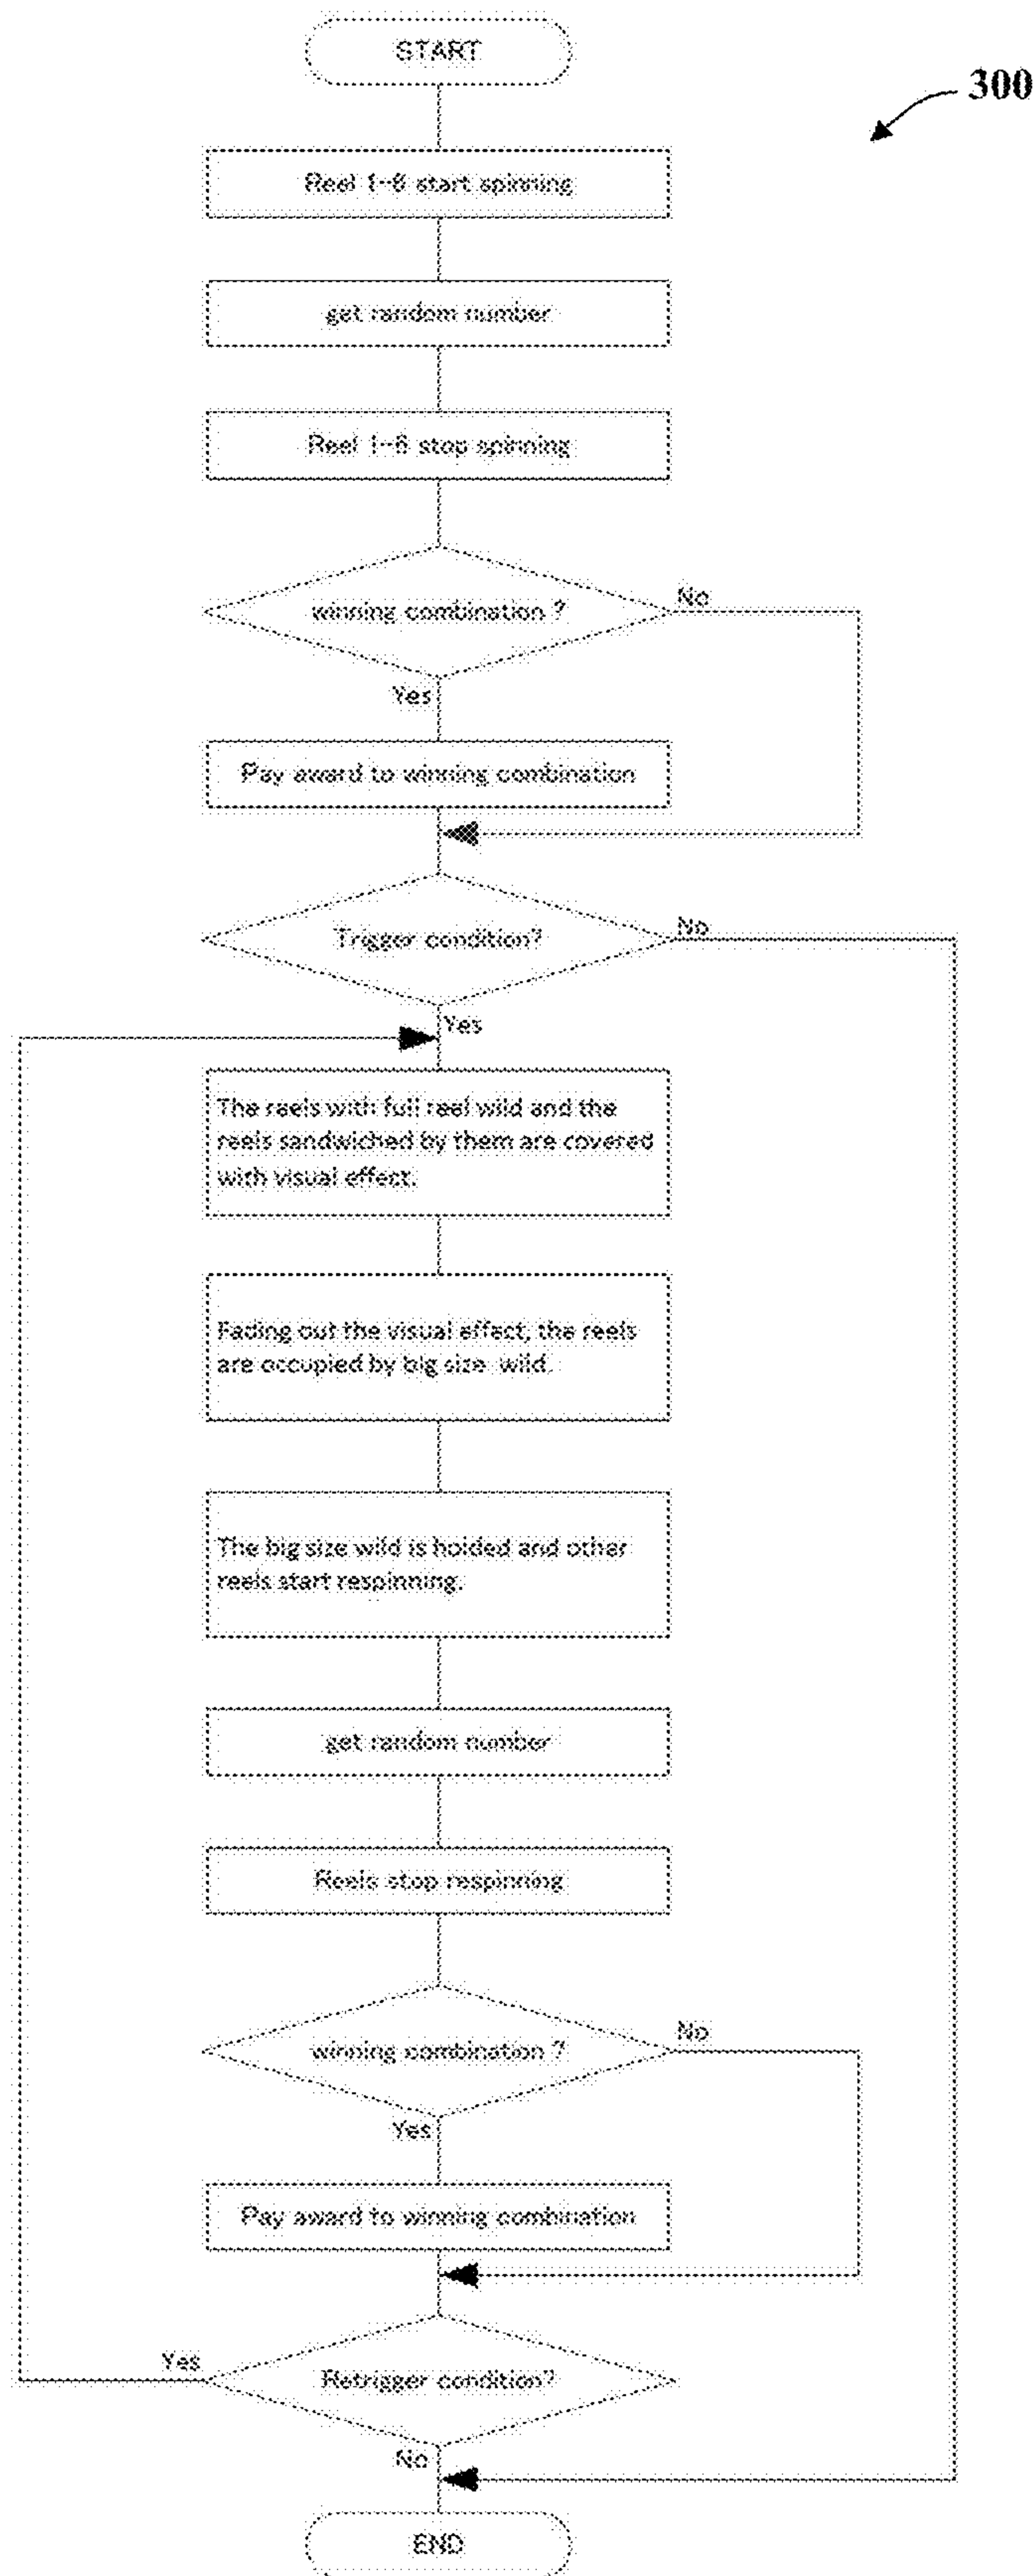 START
300
Reel 1~6 start spinning
get random number
Reel 1~6 stop spinning
winning combination ?
No
Yes
Pay award to winning combination
Trigger condition?
No
Yes
The reels with full reel wild and the
reels sandwiched by them are covered
with visual effect.
Fading out the visual effect, the reels
are occupied by big size wild.
The big size wild is holded and other
reels start respinning.
get random number
Reels stop respinning
winning combination ?
No
Yes
Pay award to winning combination
Yes
Retrigger condition?
No
END